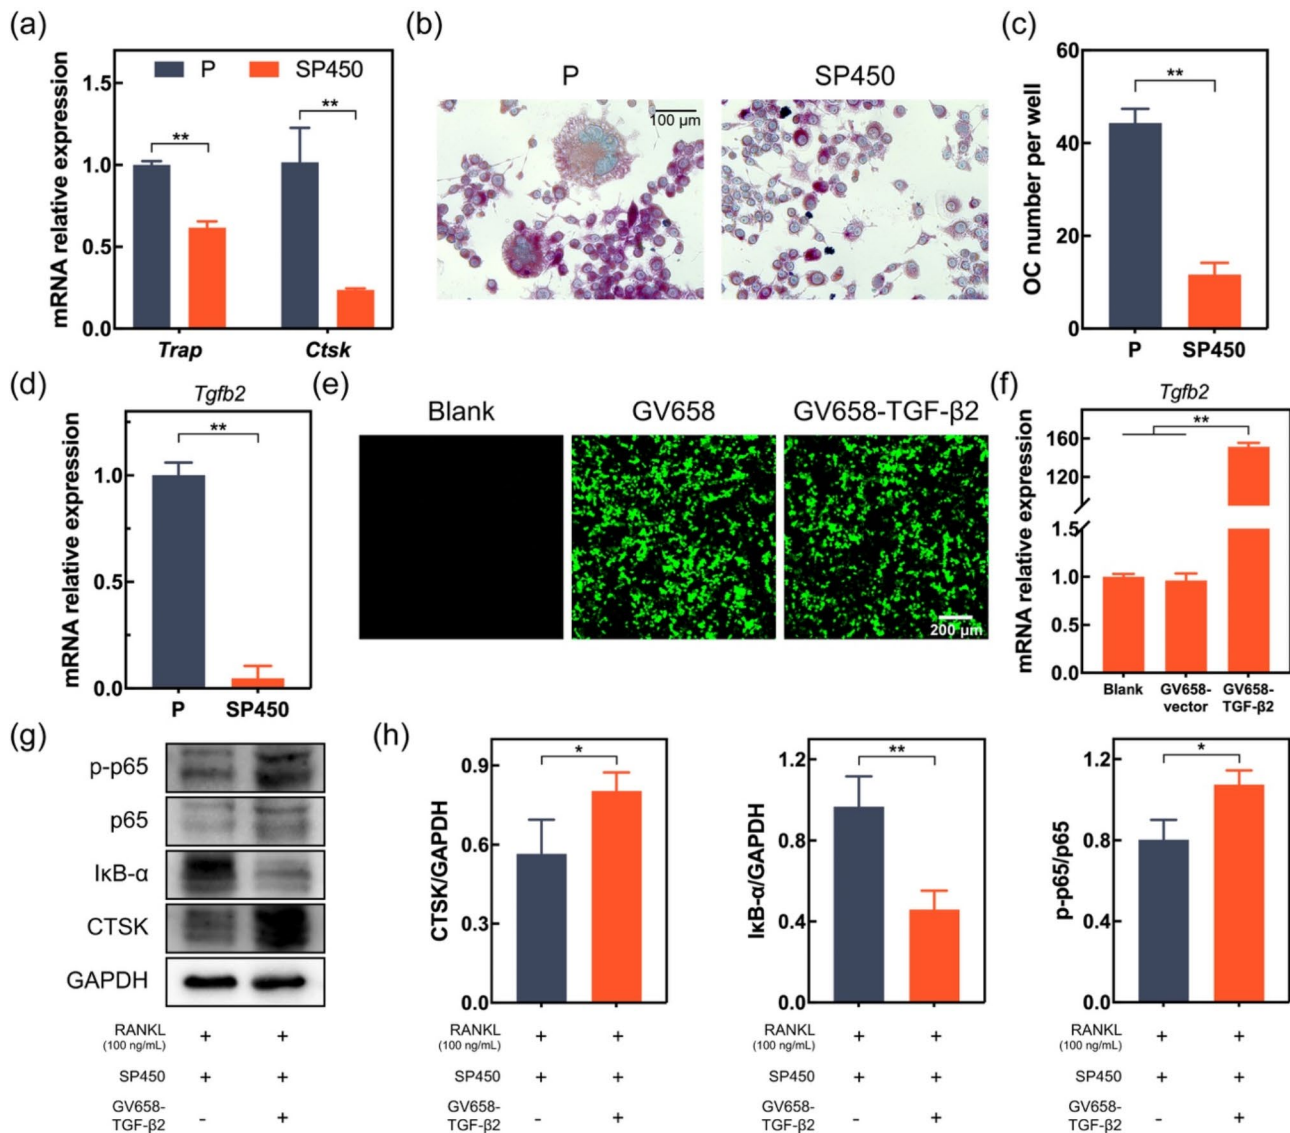 (a)
mRNA relative expression
1.5
1.0
0.5
0.0
P
SP450
**
**
Trap
Ctsk
(b)
P
SP450
100 μm
(c)
OC number per well
60
40
20
0
**
P
SP450
(d)
Tgfb2
mRNA relative expression
1.0
0.5
0.0
**
P
SP450
(e)
Blank
GV658
GV658-TGF-β2
200 μm
(f)
Tgfb2
mRNA relative expression
160
120
1.5
1.0
0.5
0.0
**
Blank
GV658-
vector
GV658-
TGF-β2
(g)
p-p65
p65
IκB-α
CTSK
GAPDH
RANKL
(100 ng/mL)
+ +
SP450
+ +
GV658-
TGF-β2
- +
(h)
CTSK/GAPDH
0.9
0.6
0.3
0.0
*
RANKL
(100 ng/mL)
+ +
SP450
+ +
GV658-
TGF-β2
- +
IκB-α/GAPDH
1.2
0.8
0.4
0.0
**
RANKL
(100 ng/mL)
+ +
SP450
+ +
GV658-
TGF-β2
- +
p-p65/p65
1.2
0.8
0.4
0.0
*
RANKL
(100 ng/mL)
+ +
SP450
+ +
GV658-
TGF-β2
- +